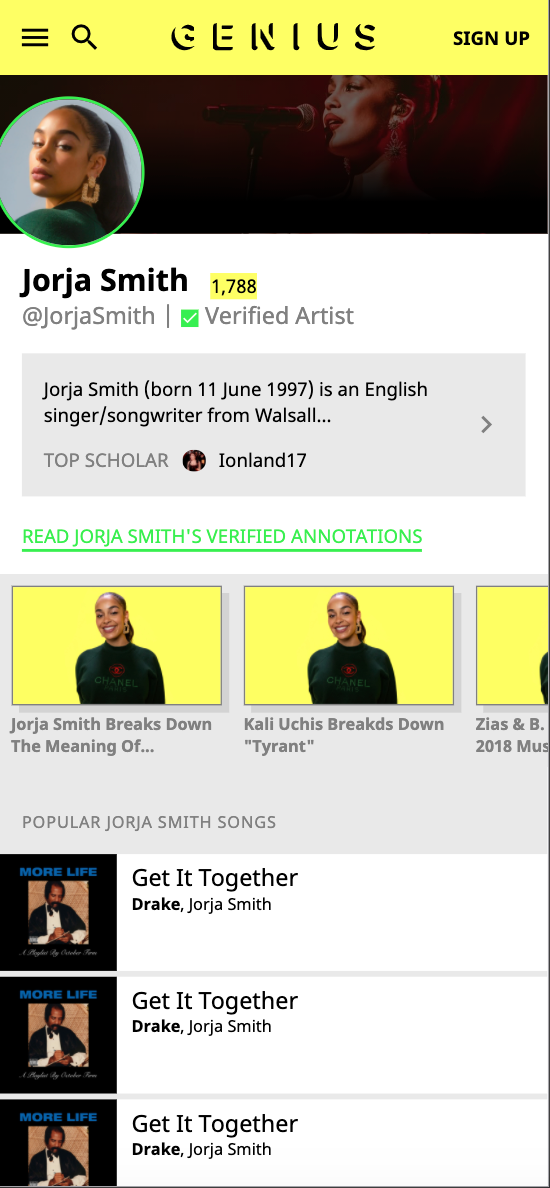 GENIUS
SIGN UP
Jorja Smith 1,788
@JorjaSmith | Verified Artist
Jorja Smith (born 11 June 1997) is an English
singer/songwriter from Walsall...
TOP SCHOLAR Ionland17
READ JORJA SMITH'S VERIFIED ANNOTATIONS
CHANEL
PARIS
CHANEL
PARIS
Jorja Smith Breaks Down
The Meaning Of...
Kali Uchis Breakds Down
"Tyrant"
Zias & B.
2018 Mus
POPULAR JORJA SMITH SONGS
MORE LIFE
A Playlist By October Firm
Get It Together
Drake, Jorja Smith
MORE LIFE
A Playlist By October Firm
Get It Together
Drake, Jorja Smith
MORE LIFE
Get It Together
Drake, Jorja Smith